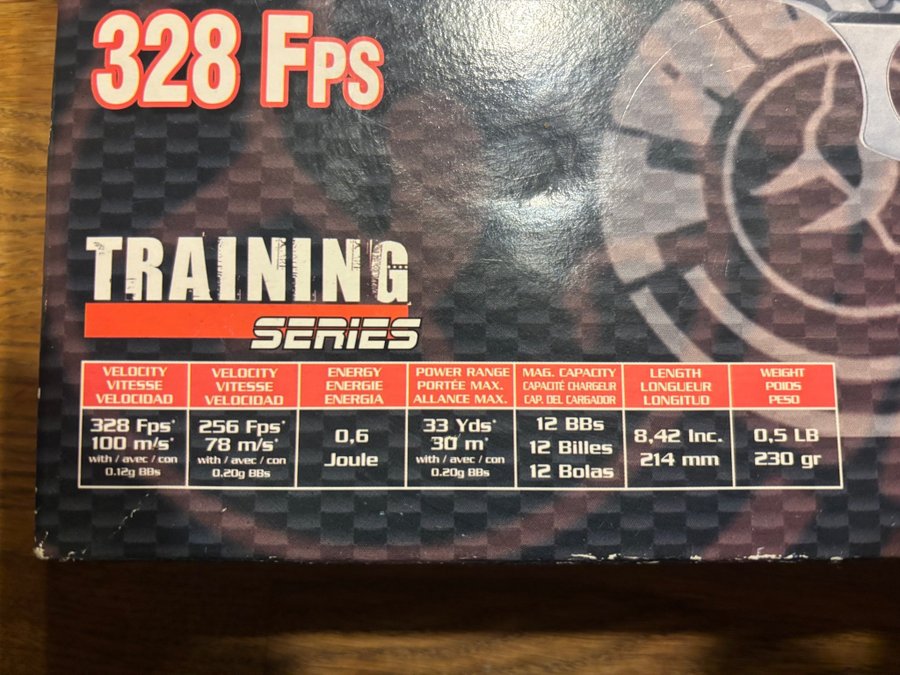 328 FPS
TRAINING
SERIES
VELOCITY
VITESSE
VELOCIDAD
VELOCITY
VITESSE
VELOCIDAD
ENERGY
ENERGIE
ENERGIA
POWER RANGE
PORTÉE MAX.
ALLANCE MAX.
MAG. CAPACITY
CAPACITÉ CHARGEUR
CAP. DEL CARGADOR
LENGTH
LONGUEUR
LONGITUD
WEIGHT
POIDS
PESO
328 Fps*
100 m/s*
with / avec / con
0.12g BBs
256 Fps*
78 m/s*
with / avec / con
0.20g BBs
0,6
Joule
33 Yds*
30 m*
with / avec / con
0.20g BBs
12 BBs
12 Billes
12 Bolas
8,42 Inc.
214 mm
0,5 LB
230 gr